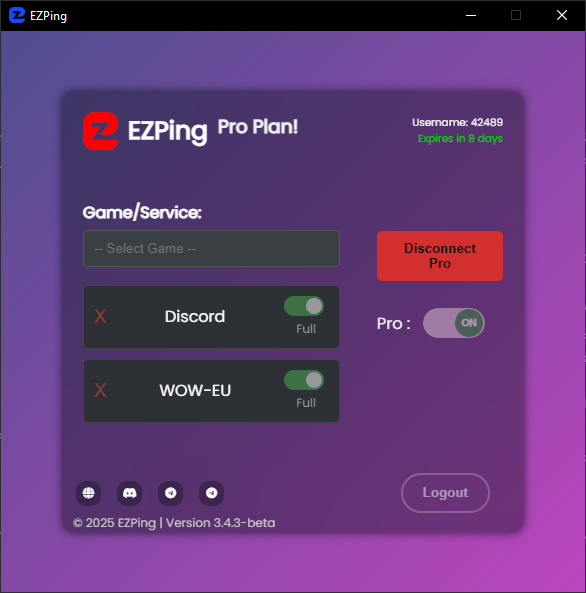 EZPing
EZPing Pro Plan!
Username: 42489
Expires in 8 days
Game/Service:
-- Select Game --
Disconnect
Pro
X Discord
Full
Pro : ON
X WOW-EU
Full
Logout
© 2025 EZPing | Version 3.4.3-beta